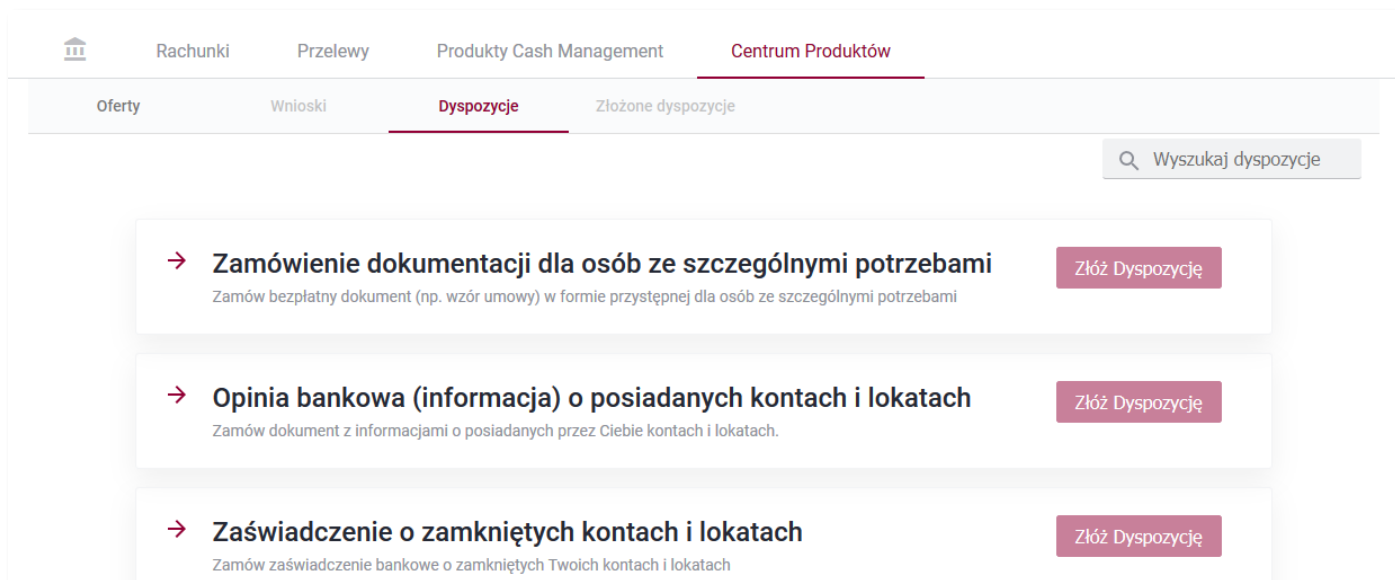 Rachunki Przelewy Produkty Cash Management Centrum Produktów
Oferty Wnioski Dyspozycje Złożone dyspozycje
Wyszukaj dyspozycje
Zamówienie dokumentacji dla osób ze szczególnymi potrzebami Złóż Dyspozycję
Zamów bezpłatny dokument (np. wzór umowy) w formie przystępnej dla osób ze szczególnymi potrzebami
Opinia bankowa (informacja) o posiadanych kontach i lokatach Złóż Dyspozycję
Zamów dokument z informacjami o posiadanych przez Ciebie kontach i lokatach.
Zaświadczenie o zamkniętych kontach i lokatach Złóż Dyspozycję
Zamów zaświadczenie bankowe o zamkniętych Twoich kontach i lokatach